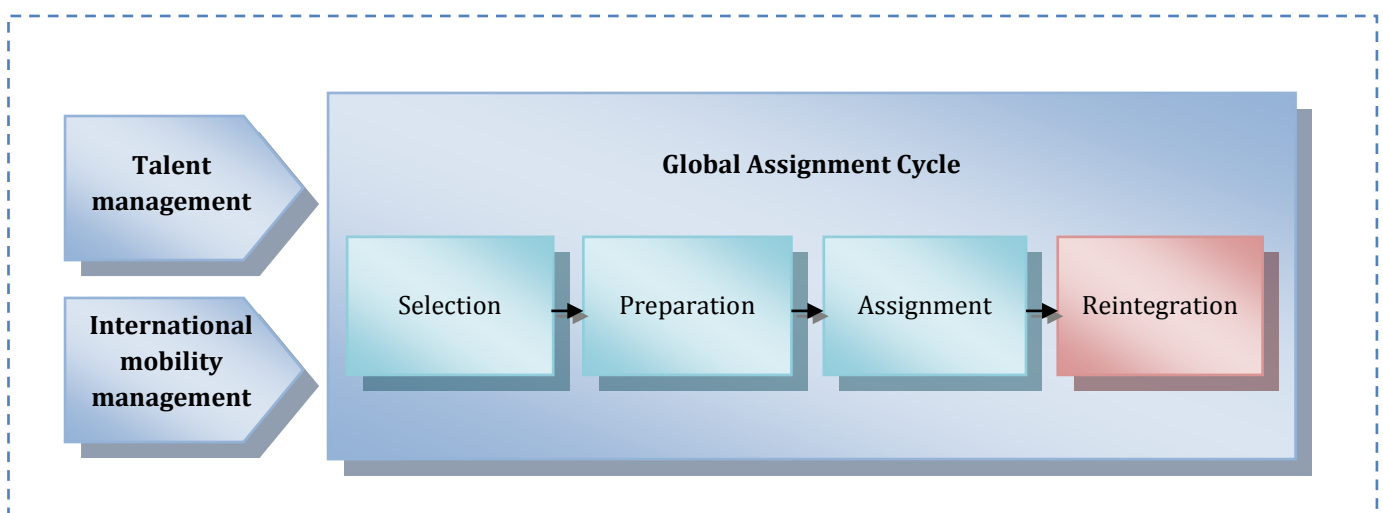 Talent
management
Global Assignment Cycle
Selection
Preparation
Assignment
Reintegration
International
mobility
management